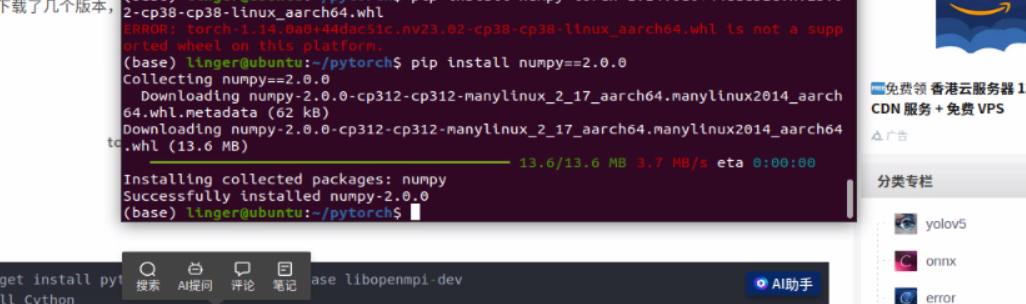 下载了几个版本，
2-cp38-cp38-linux_aarch64.whl
ERROR: torch-1.14.0a0+44dac51c.nv23.02-cp38-cp38-linux_aarch64.whl is not a supp
orted wheel on this platform.
(base) linger@ubuntu:~/pytorch$ pip install numpy==2.0.0
Collecting numpy==2.0.0
Downloading numpy-2.0.0-cp312-cp312-manylinux_2_17_aarch64.manylinux2014_aarch
64.whl.metadata (62 kB)
Downloading numpy-2.0.0-cp312-cp312-manylinux_2_17_aarch64.manylinux2014_aarch64
.whl (13.6 MB)
13.6/13.6 MB 3.7 MB/s eta 0:00:00
Installing collected packages: numpy
Successfully installed numpy-2.0.0
(base) linger@ubuntu:~/pytorch$
搜索
AI提问
评论
笔记
get install pyt
ase libopenmpi-dev
ll Cython
AI助手
免费领 香港云服务器 1
CDN 服务 + 免费 VPS
广告
分类专栏
yolov5
onnx
error